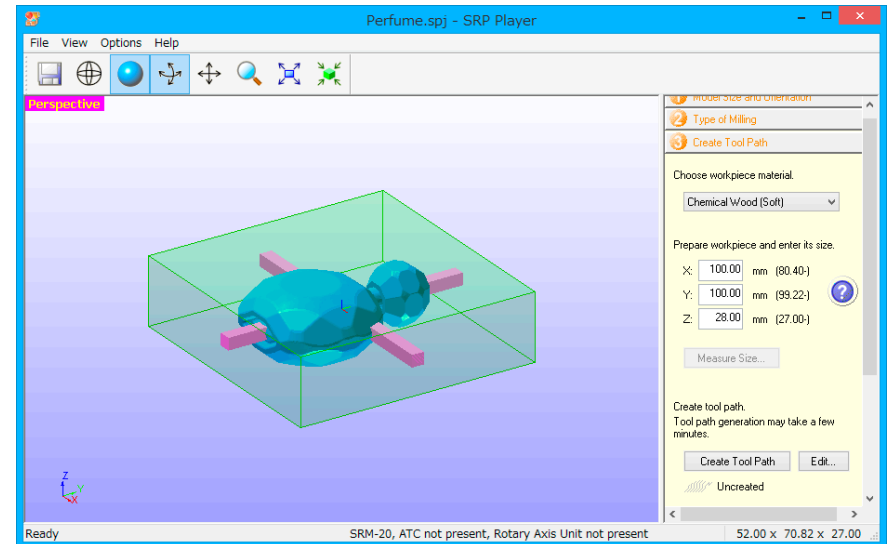 Perfume.spj - SRP Player
File View Options Help
Perspective
1 Model Size and Orientation
2 Type of Milling
3 Create Tool Path
Choose workpiece material.
Chemical Wood (Soft)
Prepare workpiece and enter its size.
X: 100.00 mm (80.40-)
Y: 100.00 mm (99.22-)
?
Z: 28.00 mm (27.00-)
Measure Size...
Create tool path.
Tool path generation may take a few
minutes.
Create Tool Path Edit...
Uncreated
Z
Y
X
Ready SRM-20, ATC not present, Rotary Axis Unit not present 52.00 x 70.82 x 27.00